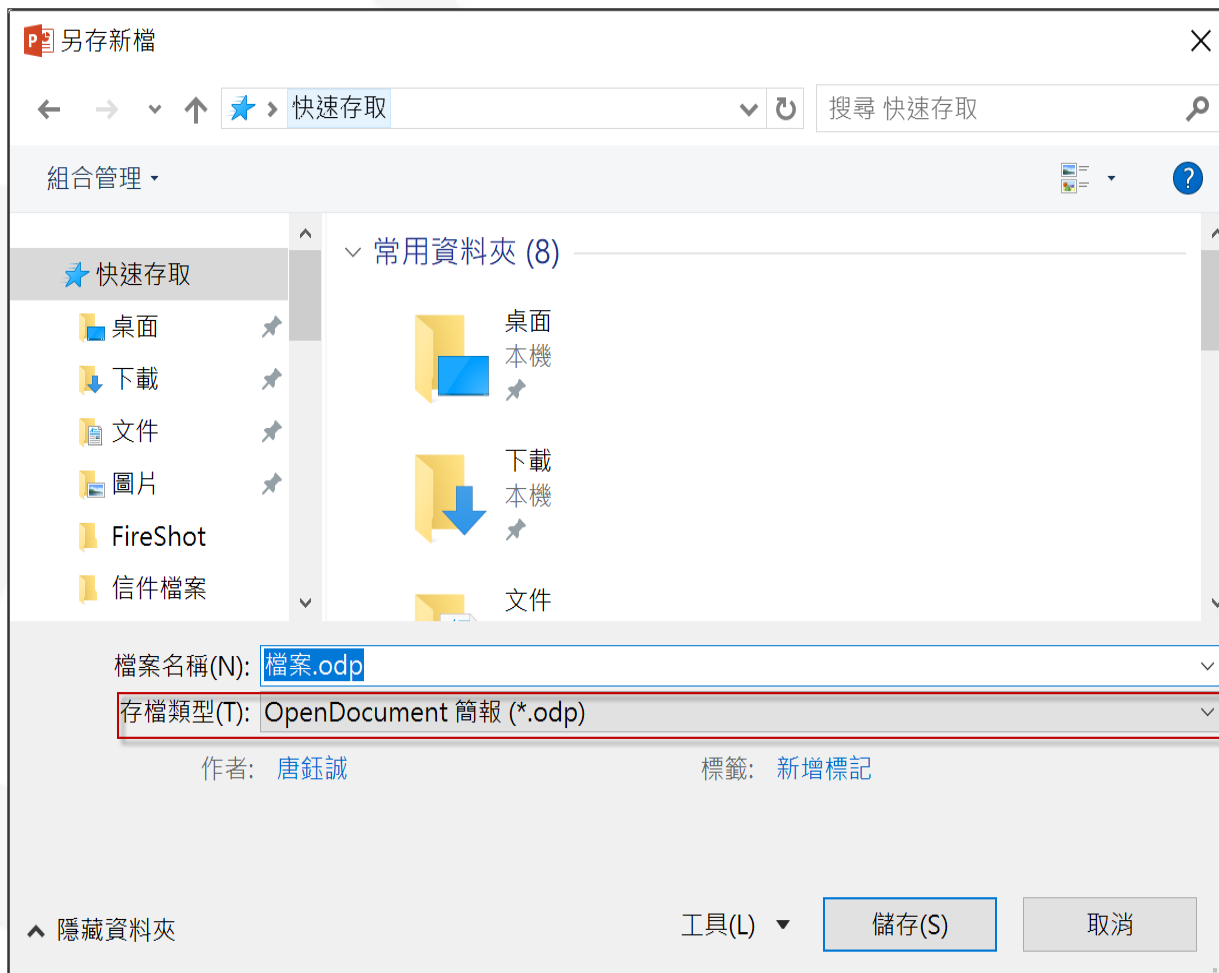 另存新檔
快速存取
搜尋 快速存取
組合管理
快速存取
桌面
下載
文件
圖片
FireShot
信件檔案
常用資料夾 (8)
桌面
本機
下載
本機
文件
檔案名稱(N): 檔案.odp
存檔類型(T): OpenDocument 簡報 (*.odp)
作者: 唐鈺誠 標籤: 新增標記
隱藏資料夾 工具(L) 儲存(S) 取消